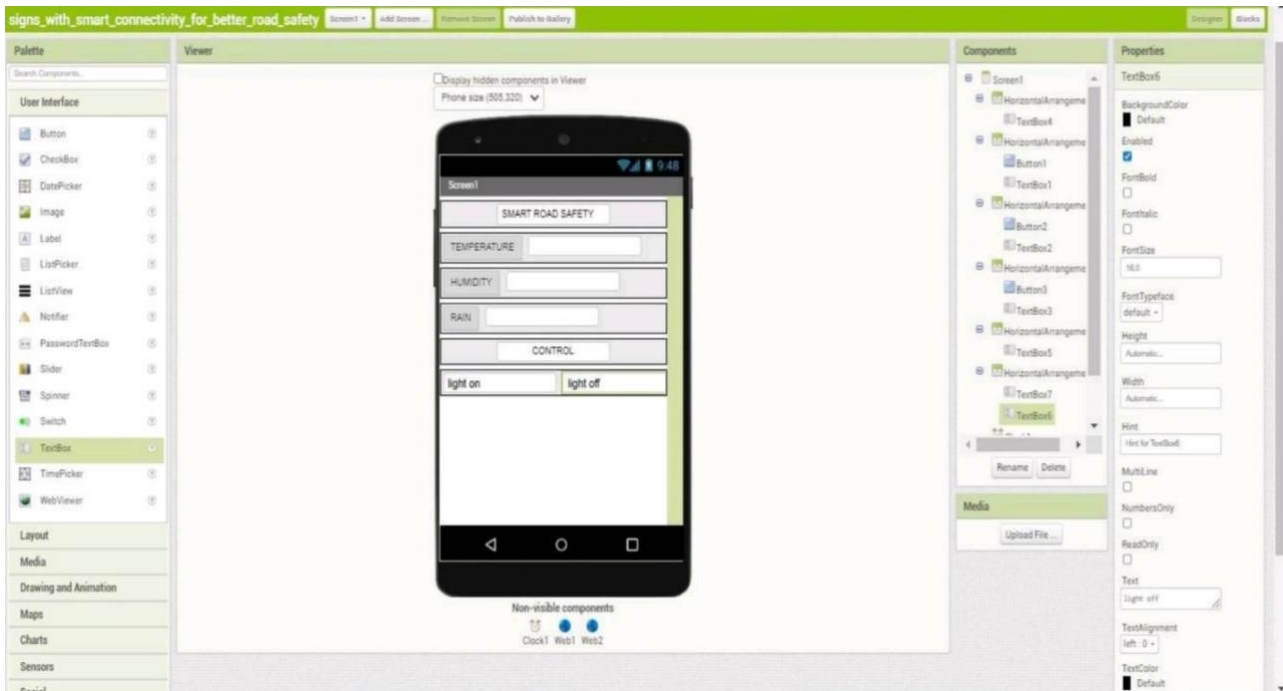 signs_with_smart_connectivity_for_better_road_safety Screen1 Add Screen ... Remove Screen Publish to Gallery Designer Blocks
Palette
Search Components...
User Interface
Button
CheckBox
DatePicker
Image
Label
ListPicker
ListView
Notifier
PasswordTextBox
Slider
Spinner
Switch
TextBox
TimePicker
WebViewer
Layout
Media
Drawing and Animation
Maps
Charts
Sensors
Social
Viewer
Display hidden components in Viewer
Phone size (505,320)
9:48
Screen1
SMART ROAD SAFETY
TEMPERATURE
HUMIDITY
RAIN
CONTROL
light on light off
Non-visible components
Clock1 Web1 Web2
Components
Screen1
HorizontalArrangeme
TextBox4
HorizontalArrangeme
Button1
TextBox1
HorizontalArrangeme
Button2
TextBox2
HorizontalArrangeme
Button3
TextBox3
HorizontalArrangeme
TextBox5
HorizontalArrangeme
TextBox7
TextBox6
Rename Delete
Media
Upload File ...
Properties
TextBox6
BackgroundColor
Default
Enabled
FontBold
FontItalic
FontSize
FontTypeface
default
Height
Automatic...
Width
Automatic...
Hint
Hint for TextBox6
MultiLine
NumbersOnly
ReadOnly
Text
light off
TextAlignment
left : 0
TextColor
Default